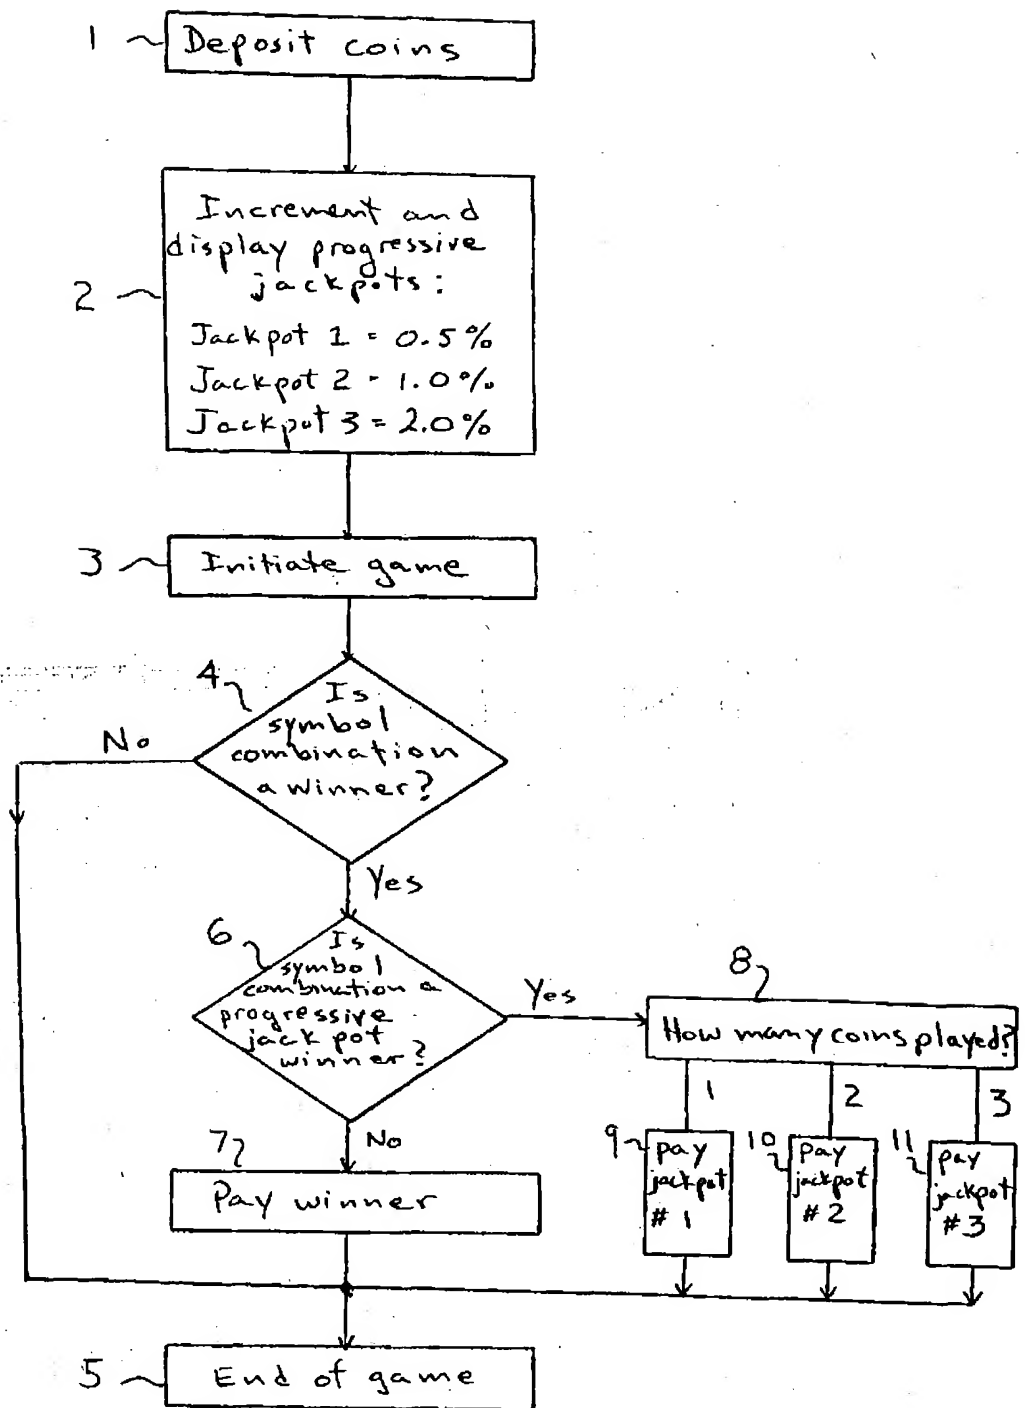 1
Deposit coins
2
Increment and
display progressive
jackpots:
Jackpot 1 = 0.5%
Jackpot 2 - 1.0%
Jackpot 3 = 2.0%
3
Initiate game
4
Is
symbol
combination
a winner?
No
Yes
6
Is
symbol
combination a
progressive
jackpot
winner?
Yes
8
How many coins played?
1
2
3
No
7
Pay winner
9
pay
jackpot
# 1
10
pay
jackpot
# 2
11
pay
jackpot
# 3
5
End of game